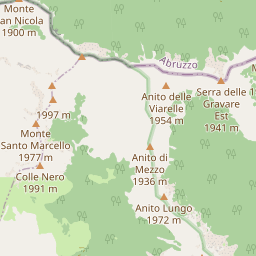 Monte
an Nicola
1900 m
Abruzzo
Anito delle
Viarelle
1954 m
Serra delle 1
Gravare
Est
1941 m
1997 m
Monte
Santo Marcello
1977 m
Colle Nero
1991 m
Anito di
Mezzo
1936 m
Anito Lungo
1972 m